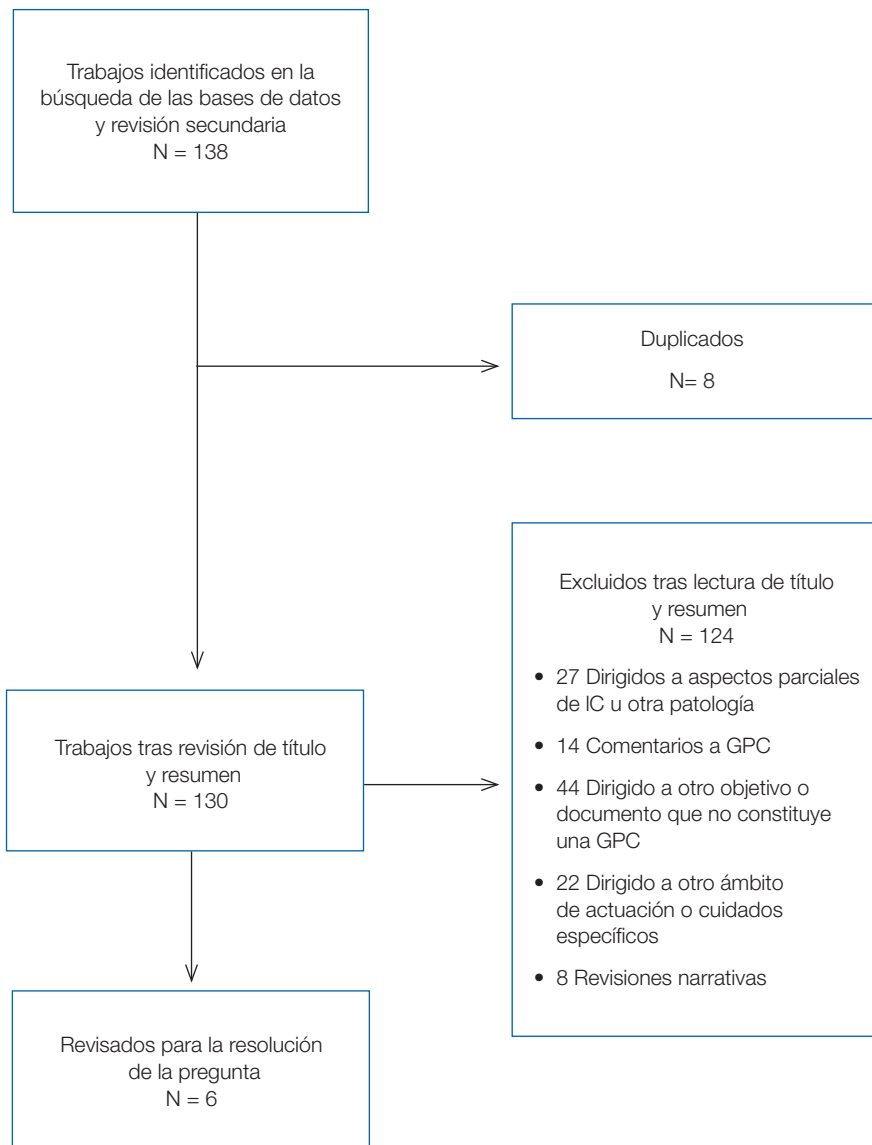 Trabajos identificados en la
búsqueda de las bases de datos
y revisión secundaria
N = 138
Duplicados
N= 8
Excluidos tras lectura de título
y resumen
N = 124
• 27 Dirigidos a aspectos parciales
de IC u otra patología
• 14 Comentarios a GPC
• 44 Dirigido a otro objetivo o
documento que no constituye
una GPC
• 22 Dirigido a otro ámbito
de actuación o cuidados
específicos
• 8 Revisiones narrativas
Trabajos tras revisión de título
y resumen
N = 130
Revisados para la resolución
de la pregunta
N = 6